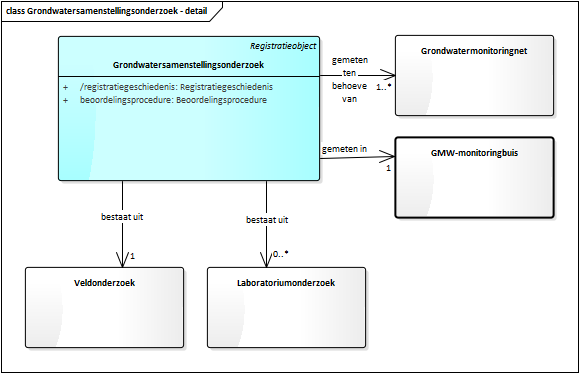 class Grondwatersamenstellingsonderzoek - detail
Registratieobject
Grondwatersamenstellingsonderzoek
+ /registratiegeschiedenis: Registratiegeschiedenis
+ beoordelingsprocedure: Beoordelingsprocedure
gemeten
ten
behoeve
van
1..*
Grondwatermonitoringnet
gemeten in
1
GMW-monitoringbuis
bestaat uit
1
bestaat uit
0..*
Veldonderzoek
Laboratoriumonderzoek